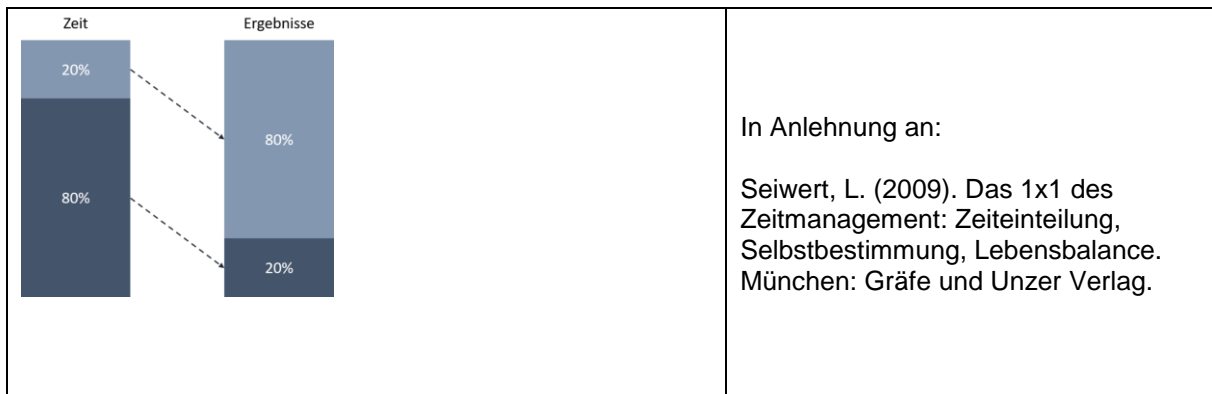 Zeit Ergebnisse
20%
80%
80%
20%
In Anlehnung an:
Seiwert, L. (2009). Das 1x1 des
Zeitmanagement: Zeiteinteilung,
Selbstbestimmung, Lebensbalance.
München: Gräfe und Unzer Verlag.